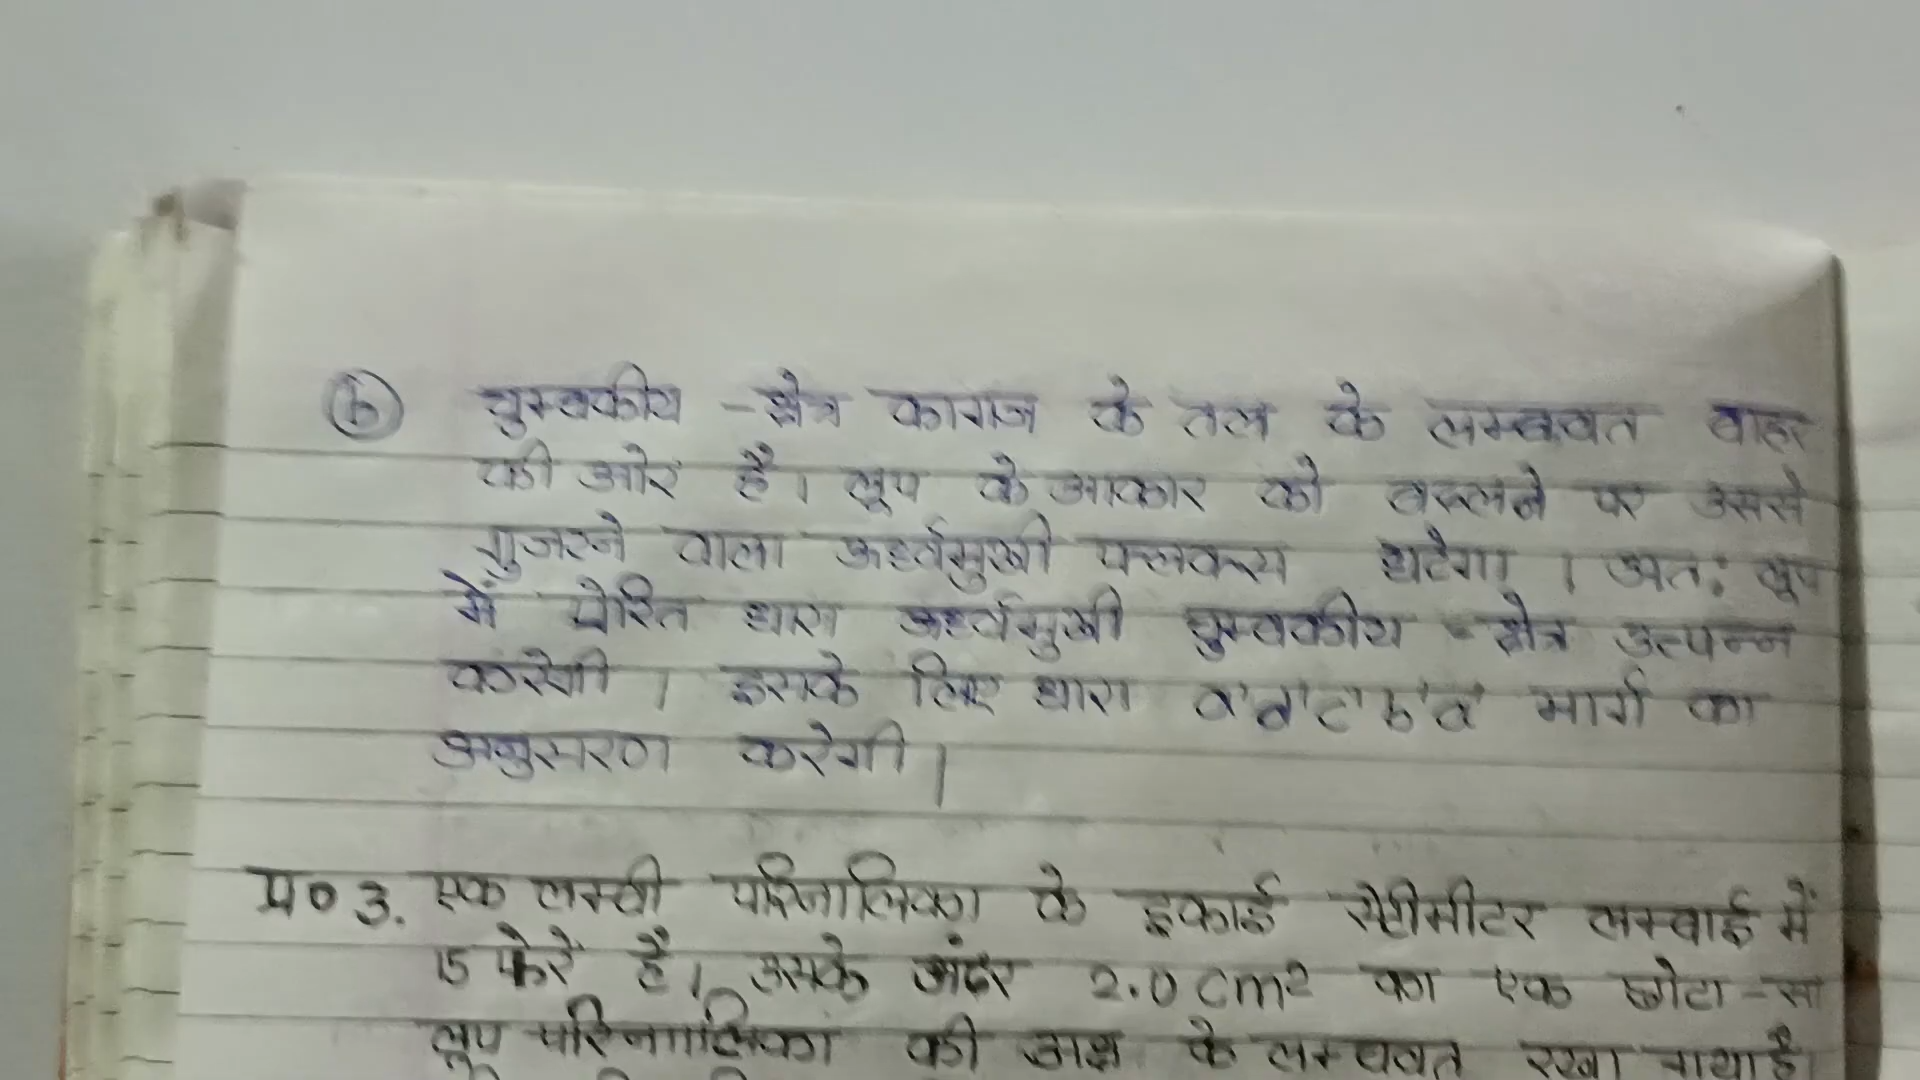 (b) चुम्बकीय - क्षेत्र कागज के तल के लम्बवत बाहर
की ओर है। लूप के आकार को बदलने पर उससे
गुजरने वाला ऊर्ध्वमुखी फ्लक्स घटेगा । अत: लूप
में प्रेरित धारा ऊर्ध्वमुखी चुम्बकीय - क्षेत्र उत्पन्न
करेगी । इसके लिए धारा a'd'c'b'a' मार्ग का
अनुसरण करेगी।
प्र० 3. एक लम्बी परिनालिका के इकाई सेंटीमीटर लम्बाई में
15 फेरें है। उसके अंदर 2.0 cm² का एक छोटा-सा
लूप परिनालिका की अक्ष के लम्बवत रखा गया है।